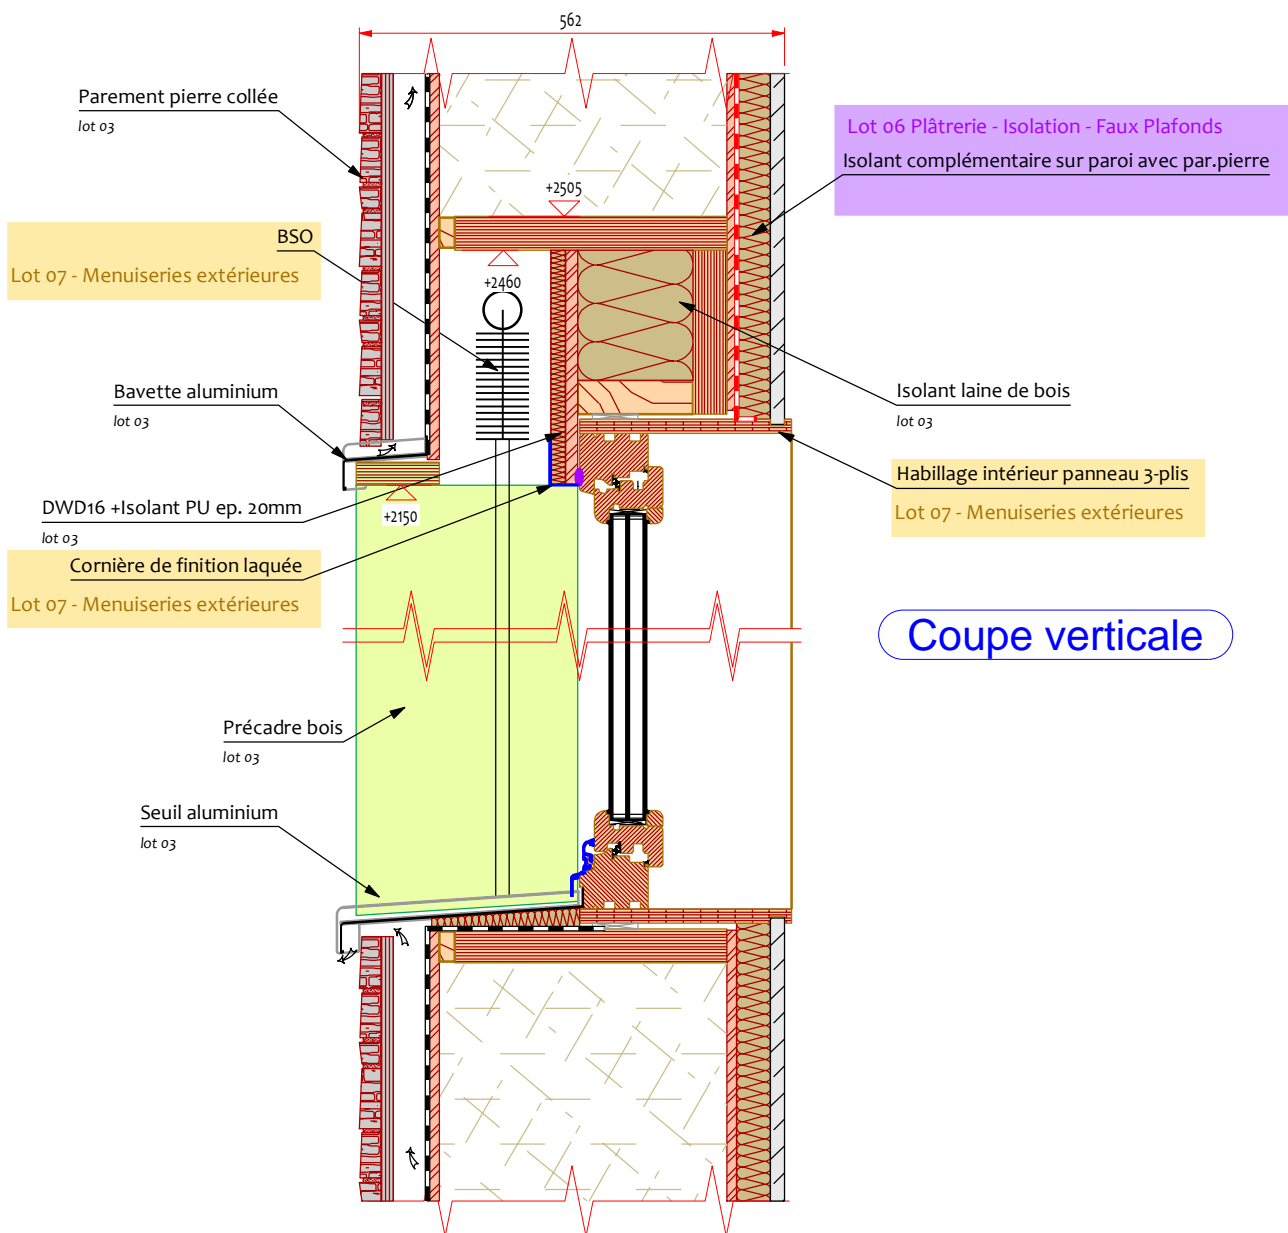 562
Parement pierre collée
lot 03
Lot 06 Plâtrerie - Isolation - Faux Plafonds
Isolant complémentaire sur paroi avec par.pierre
+2505
BSO
Lot 07 - Menuiseries extérieures
+2460
Bavette aluminium
lot 03
Isolant laine de bois
lot 03
Habillage intérieur panneau 3-plis
Lot 07 - Menuiseries extérieures
DWD16 +Isolant PU ep. 20mm
lot 03
+2150
Cornière de finition laquée
Lot 07 - Menuiseries extérieures
Coupe verticale
Précadre bois
lot 03
Seuil aluminium
lot 03